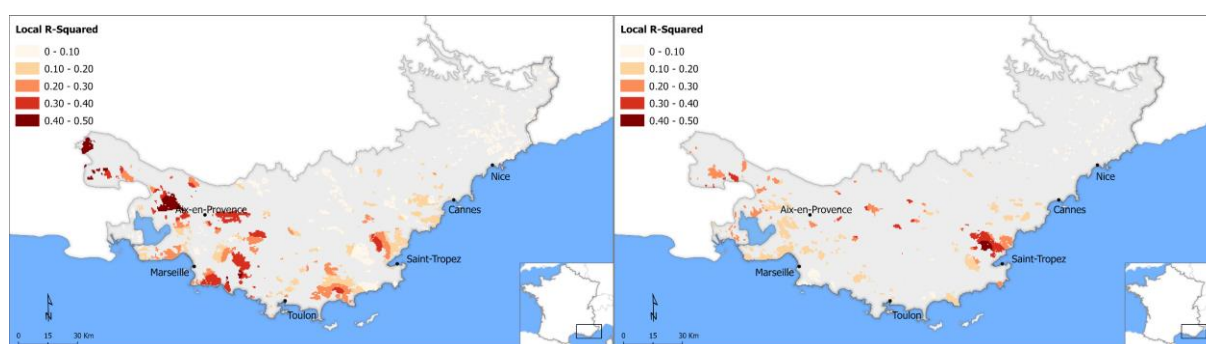 Local R-Squared
0 - 0.10
0.10 - 0.20
0.20 - 0.30
0.30 - 0.40
0.40 - 0.50
Nice
Cannes
Aix-en-Provence
Saint-Tropez
Marseille
Toulon
N
0 15 30 Km
Local R-Squared
0 - 0.10
0.10 - 0.20
0.20 - 0.30
0.30 - 0.40
0.40 - 0.50
Nice
Cannes
Aix-en-Provence
Saint-Tropez
Marseille
Toulon
N
0 15 30 Km